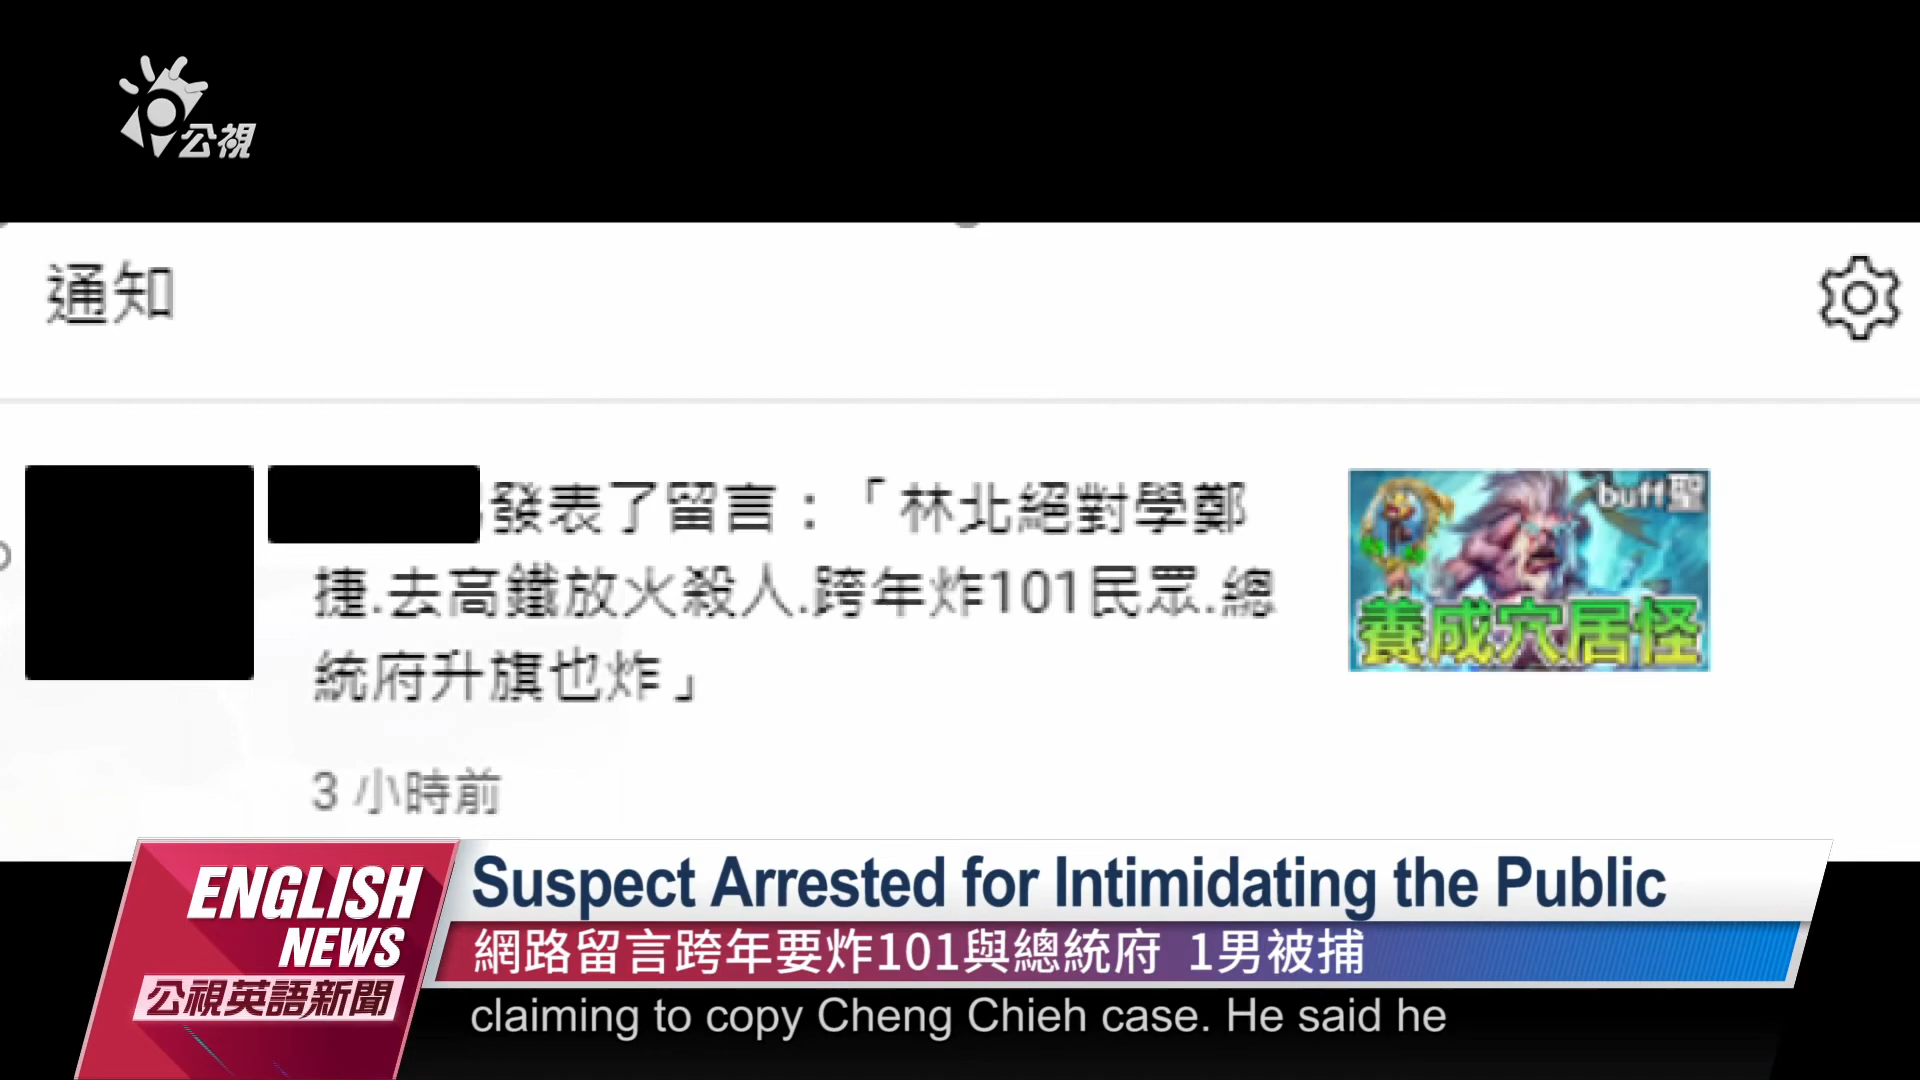 公視
通知
發表了留言：「林北絕對學鄭
捷.去高鐵放火殺人.跨年炸101民眾.總
統府升旗也炸」
buff聖
養成穴居怪
3 小時前
ENGLISH
NEWS
公視英語新聞
Suspect Arrested for Intimidating the Public
網路留言跨年要炸101與總統府 1男被捕
claiming to copy Cheng Chieh case. He said he